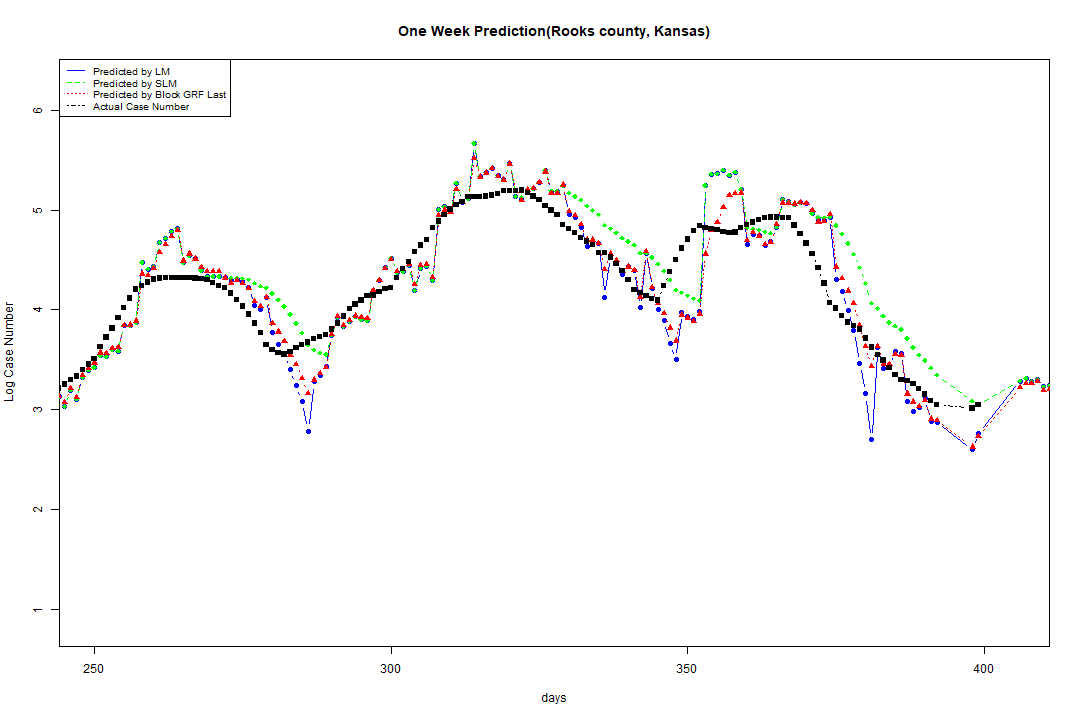 One Week Prediction(Rooks county, Kansas)
Predicted by LM
Predicted by SLM
Predicted by Block GRF Last
Actual Case Number
6
5
4
3
2
1
Log Case Number
250 300 350 400
days